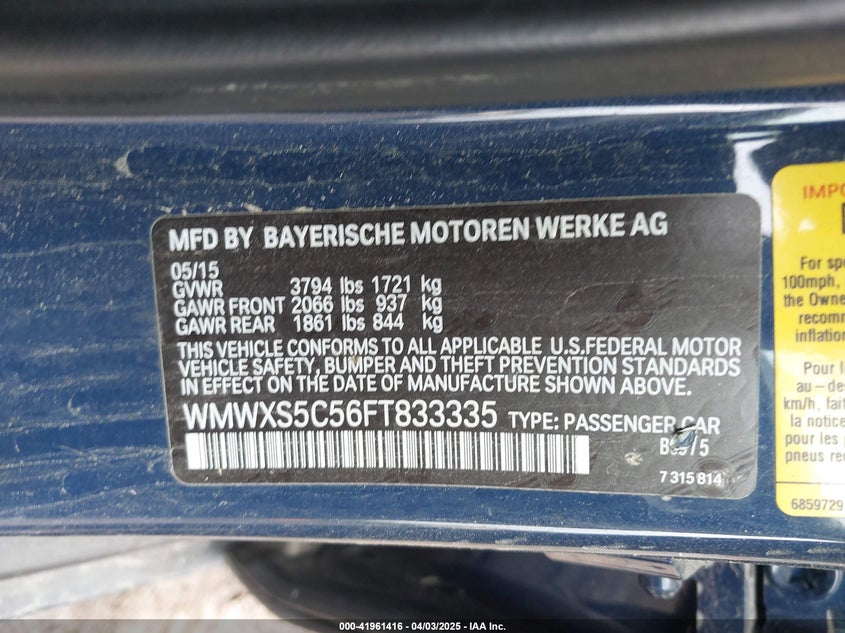 MFD BY BAYERISCHE MOTOREN WERKE AG
05/15
GVWR 3794 lbs 1721 kg
GAWR FRONT 2066 lbs 937 kg
GAWR REAR 1861 lbs 844 kg
THIS VEHICLE CONFORMS TO ALL APPLICABLE U.S.FEDERAL MOTOR
VEHICLE SAFETY, BUMPER AND THEFT PREVENTION STANDARDS
IN EFFECT ON THE DATE OF MANUFACTURE SHOWN ABOVE.
WMWXS5C56FT833335 TYPE: PASSENGER CAR
7 315 814
For
100mph,
the Owne
recomm
inflation
Pour l
au-de
km/h, fait
la notice
pour les
pneus rec
6859729
000-41961416 - 04/03/2025 - IAA Inc.